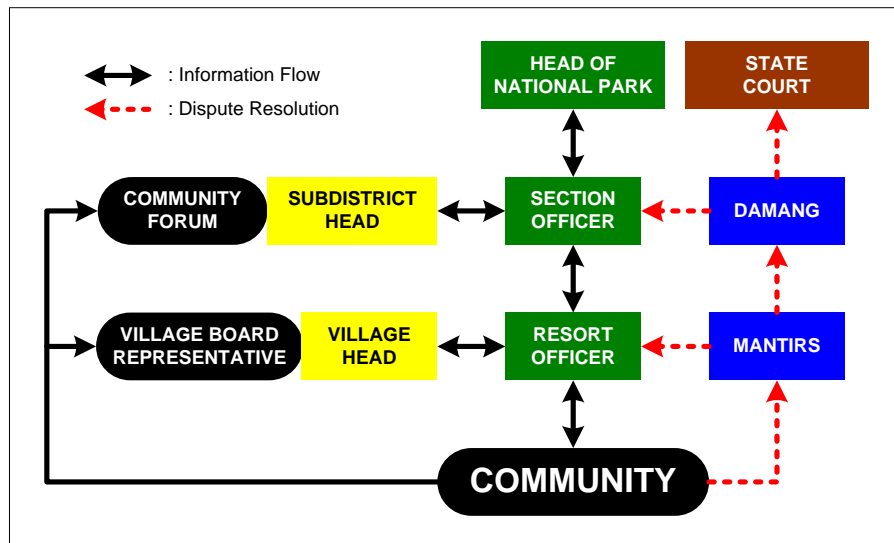 : Information Flow
: Dispute Resolution
HEAD OF
NATIONAL PARK
STATE
COURT
COMMUNITY
FORUM
SUBDISTRICT
HEAD
SECTION
OFFICER
DAMANG
VILLAGE BOARD
REPRESENTATIVE
VILLAGE
HEAD
RESORT
OFFICER
MANTIRS
COMMUNITY